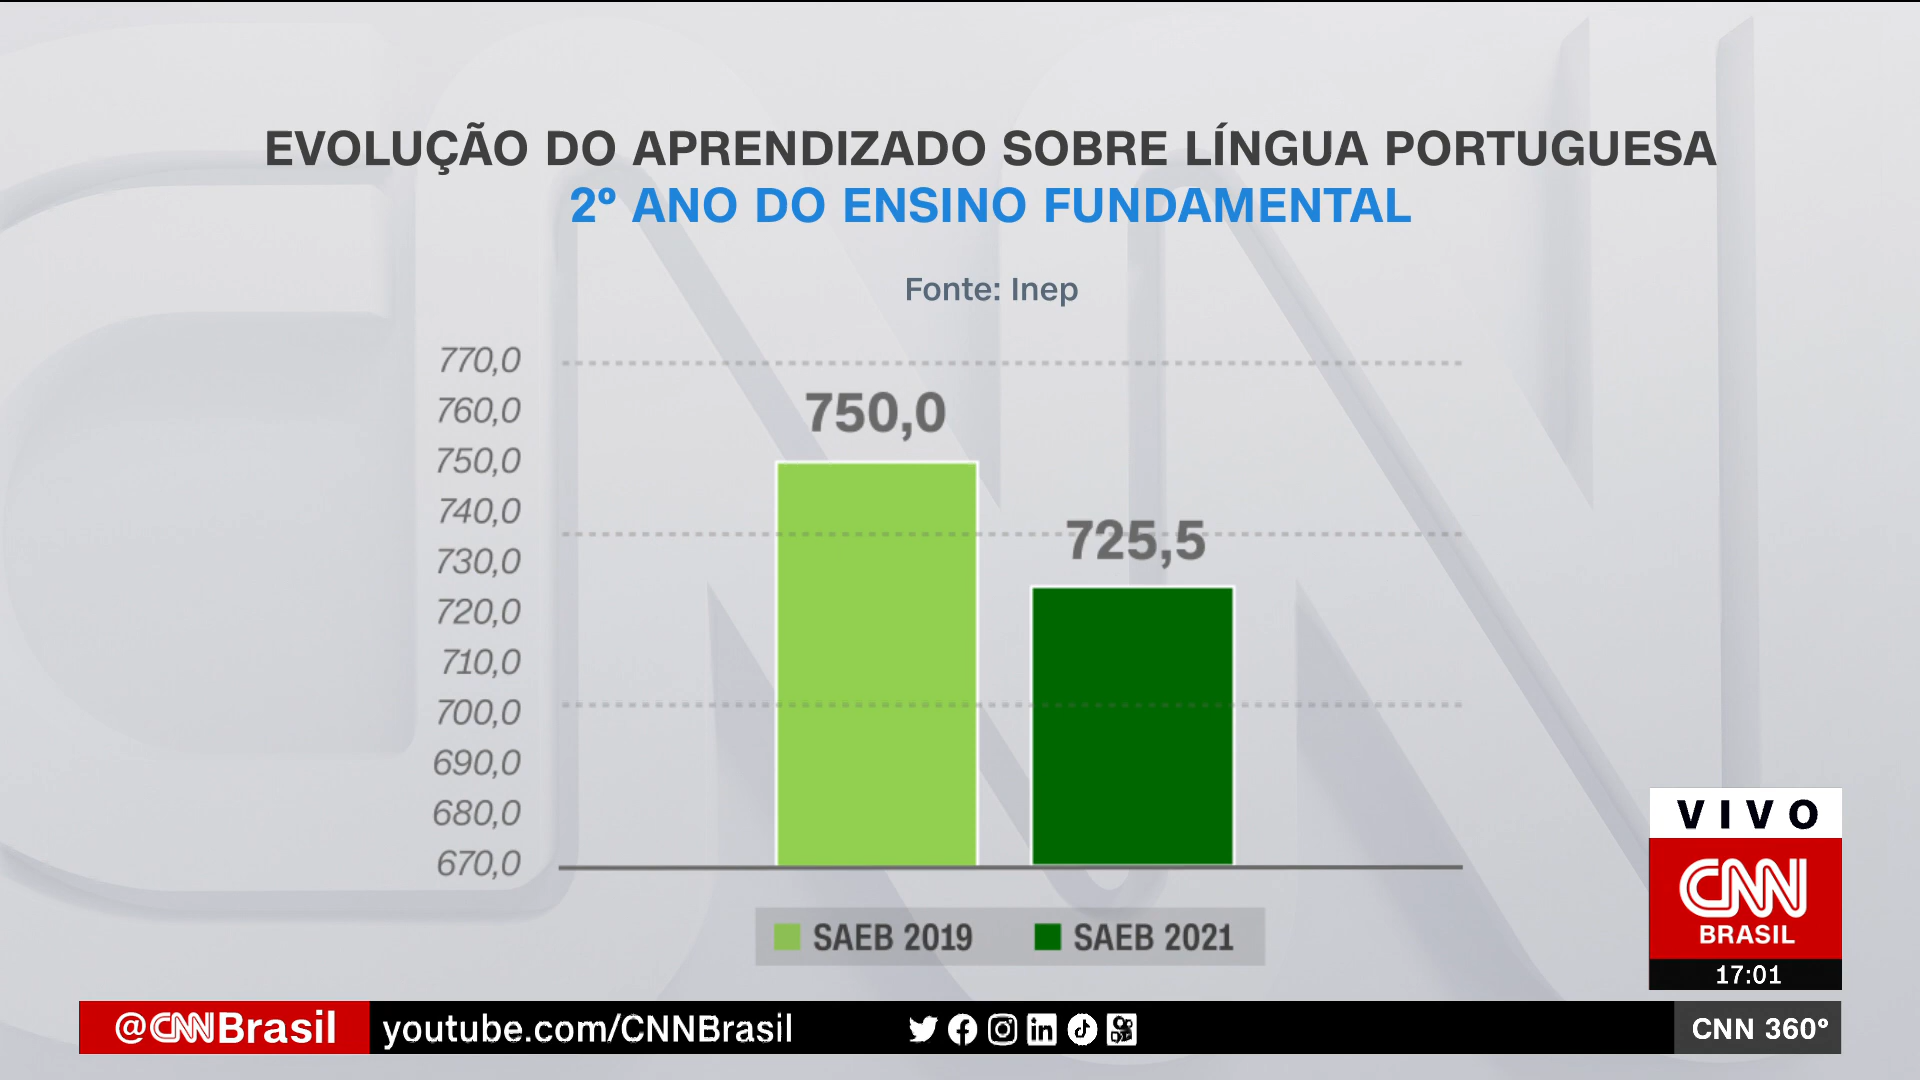 EVOLUÇÃO DO APRENDIZADO SOBRE LÍNGUA PORTUGUESA
2º ANO DO ENSINO FUNDAMENTAL
Fonte: Inep
770,0
760,0
750,0
740,0
730,0
720,0
710,0
700,0
690,0
680,0
670,0
750,0
725,5
SAEB 2019
SAEB 2021
VIVO
CNN
BRASIL
17:01
@CNNBrasil
youtube.com/CNNBrasil
CNN 360º